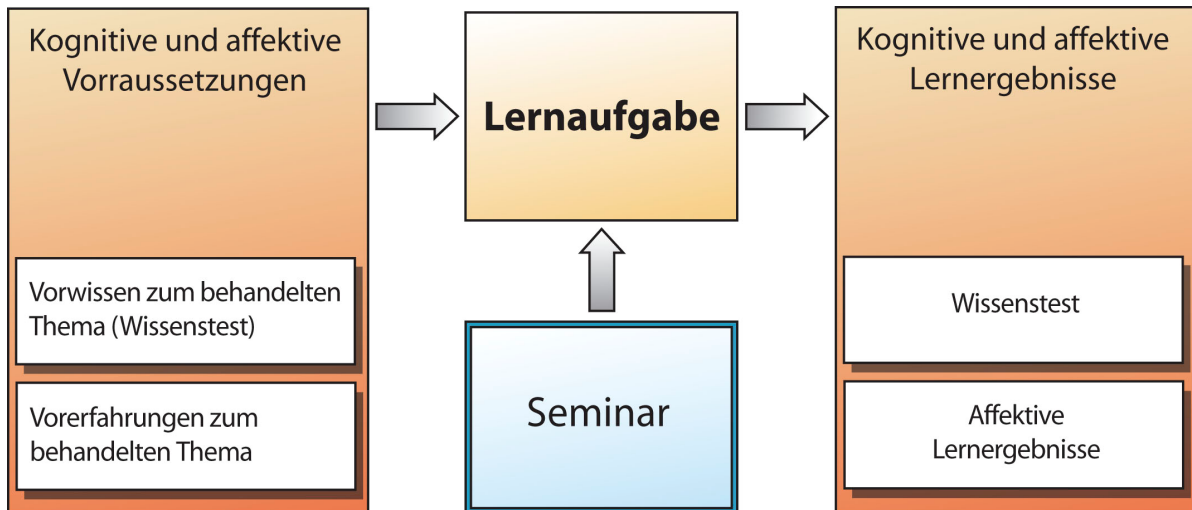 Kognitive und affektive
Vorraussetzungen
Vorwissen zum behandelten
Thema (Wissenstest)
Vorerfahrungen zum
behandelten Thema
Lernaufgabe
Seminar
Kognitive und affektive
Lernergebnisse
Wissenstest
Affektive
Lernergebnisse